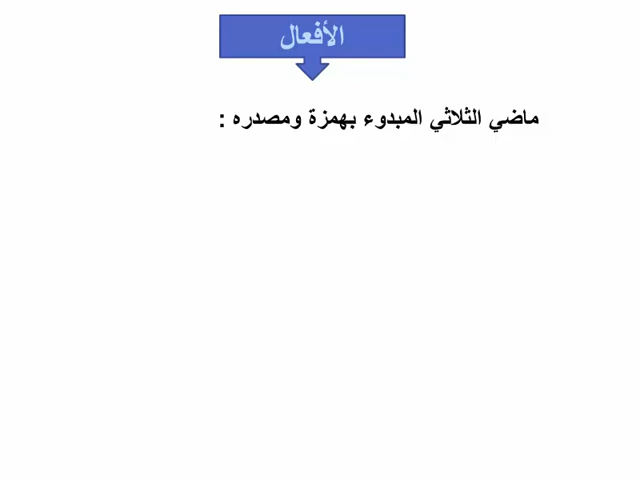 الأفعال
ماضي الثلاثي المبدوء بهمزة ومصدره :